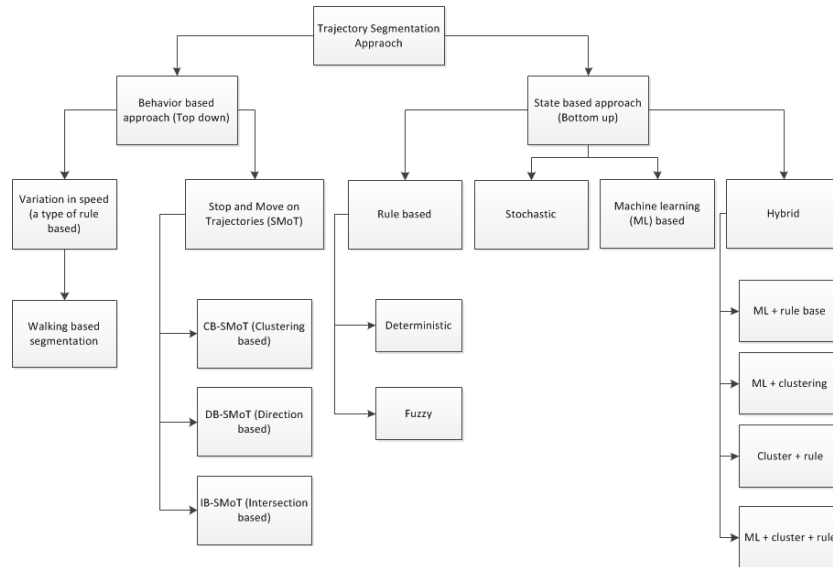 Trajectory Segmentation
Appraoch
Behavior based
approach (Top down)
State based approach
(Bottom up)
Variation in speed
(a type of rule
based)
Stop and Move on
Trajectories (SMoT)
Rule based
Stochastic
Machine learning
(ML) based
Hybrid
Walking based
segmentation
CB-SMoT (Clustering
based)
Deterministic
ML + rule base
ML + clustering
DB-SMoT (Direction
based)
Fuzzy
Cluster + rule
IB-SMoT (Intersection
based)
ML + cluster + rule